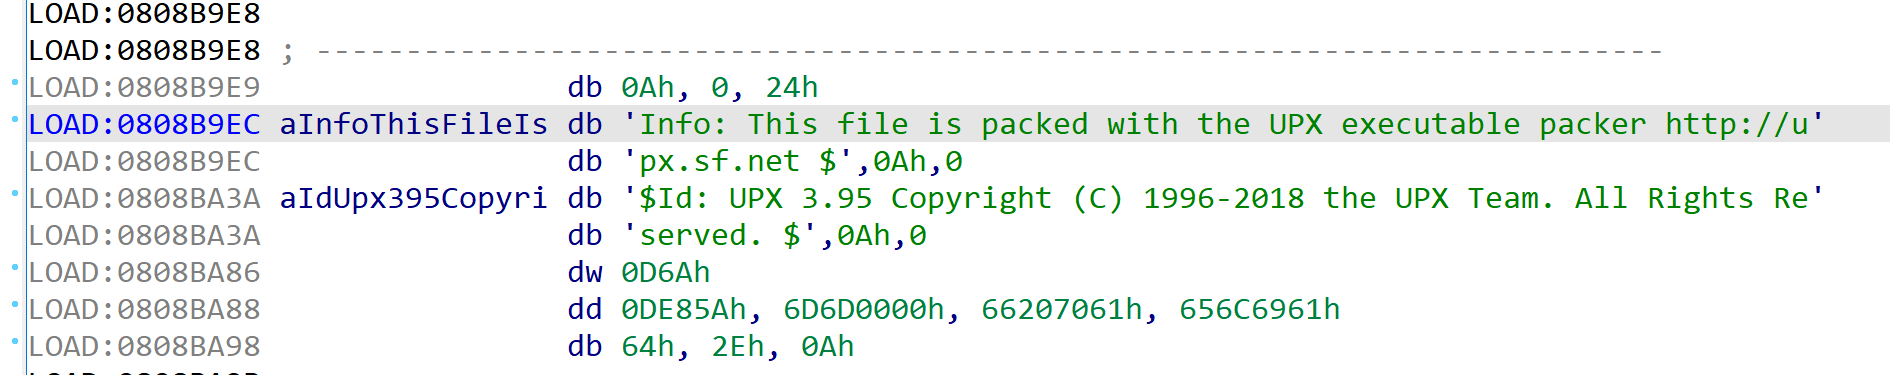 LOAD:0808B9E8
LOAD:0808B9E8 ; ---------------------------------------------------------------------------
LOAD:0808B9E9 db 0Ah, 0, 24h
LOAD:0808B9EC aInfoThisFileIs db 'Info: This file is packed with the UPX executable packer http://u'
LOAD:0808B9EC db 'px.sf.net $',0Ah,0
LOAD:0808BA3A aIdUpx395Copyri db '$Id: UPX 3.95 Copyright (C) 1996-2018 the UPX Team. All Rights Re'
LOAD:0808BA3A db 'served. $',0Ah,0
LOAD:0808BA86 dw 0D6Ah
LOAD:0808BA88 dd 0DE85Ah, 6D6D0000h, 66207061h, 656C6961h
LOAD:0808BA98 db 64h, 2Eh, 0Ah